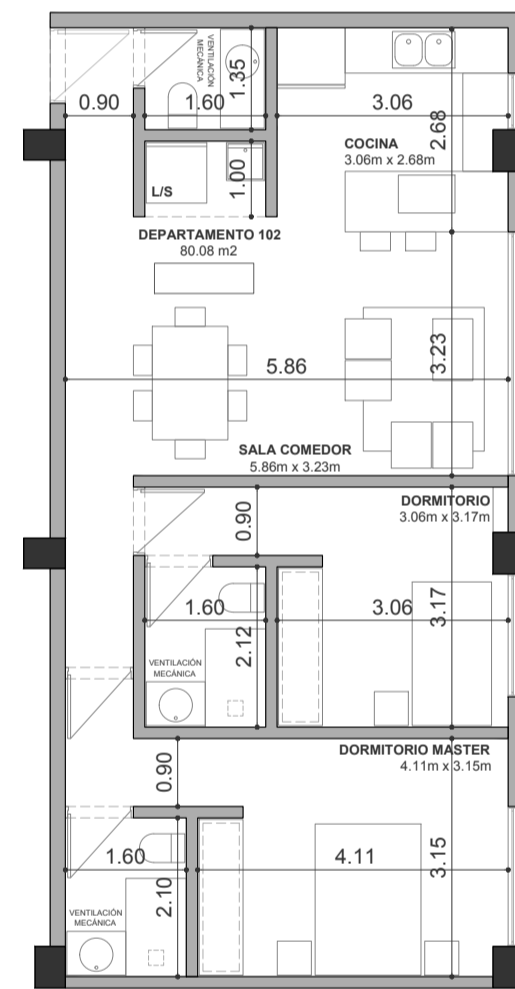 VENTILACIÓN
MECÁNICA
1.35
0.90
1.60
3.06
2.68
COCINA
3.06m x 2.68m
L/S
1.00
DEPARTAMENTO 102
80.08 m2
5.86
3.23
SALA COMEDOR
5.86m x 3.23m
DORMITORIO
3.06m x 3.17m
0.90
1.60
2.12
3.06
3.17
VENTILACIÓN
MECÁNICA
DORMITORIO MASTER
4.11m x 3.15m
0.90
1.60
2.10
4.11
3.15
VENTILACIÓN
MECÁNICA